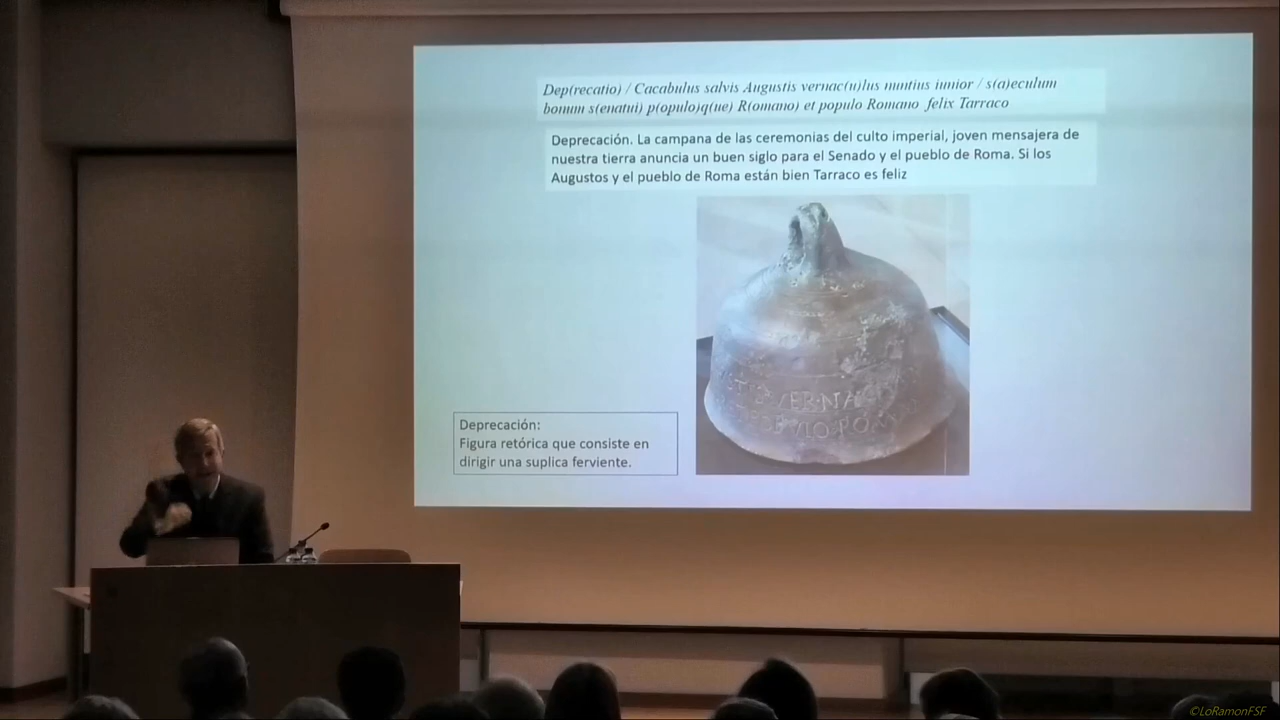 Dep(recatio) / Cacabulus salvis Augustis vernac(u)lus nuntius iunior / s(a)eculum
bonum s(enatui) p(opulo)q(ue) R(omano) et populo Romano felix Tarraco
Deprecación. La campana de las ceremonias del culto imperial, joven mensajera de
nuestra tierra anuncia un buen siglo para el Senado y el pueblo de Roma. Si los
Augustos y el pueblo de Roma están bien Tarraco es feliz
VERNAC
VLO·ROM
Deprecación:
Figura retórica que consiste en
dirigir una suplica ferviente.
©LoRamonFSF